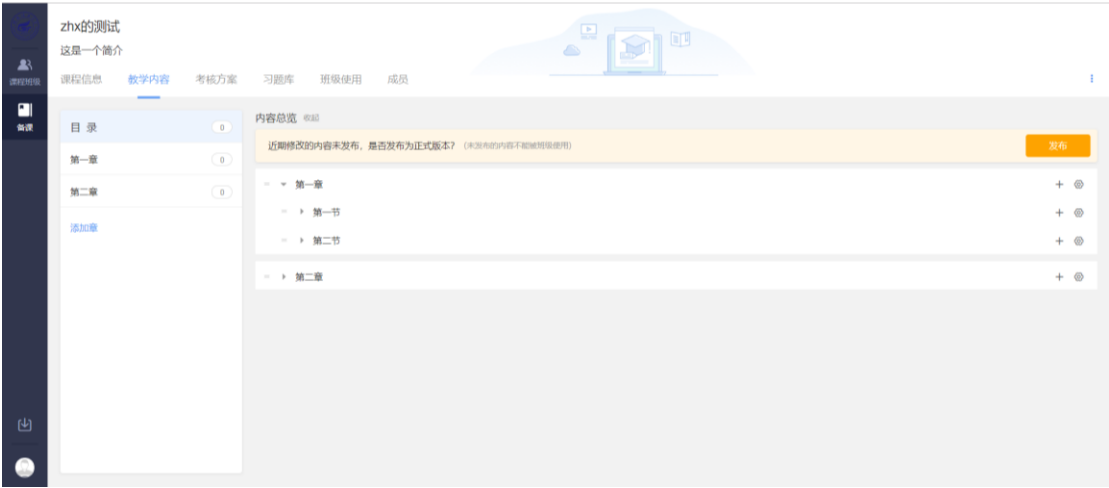 zhx的测试
这是一个简介
课程班级
备课
课程信息 教学内容 考核方案 习题库 班级使用 成员
目录 0
第一章 0
第二章 0
添加章
内容总览 收起
近期修改的内容未发布，是否发布为正式版本？ (未发布的内容不能被班级使用) 发布
第一章
第一节
第二节
第二章